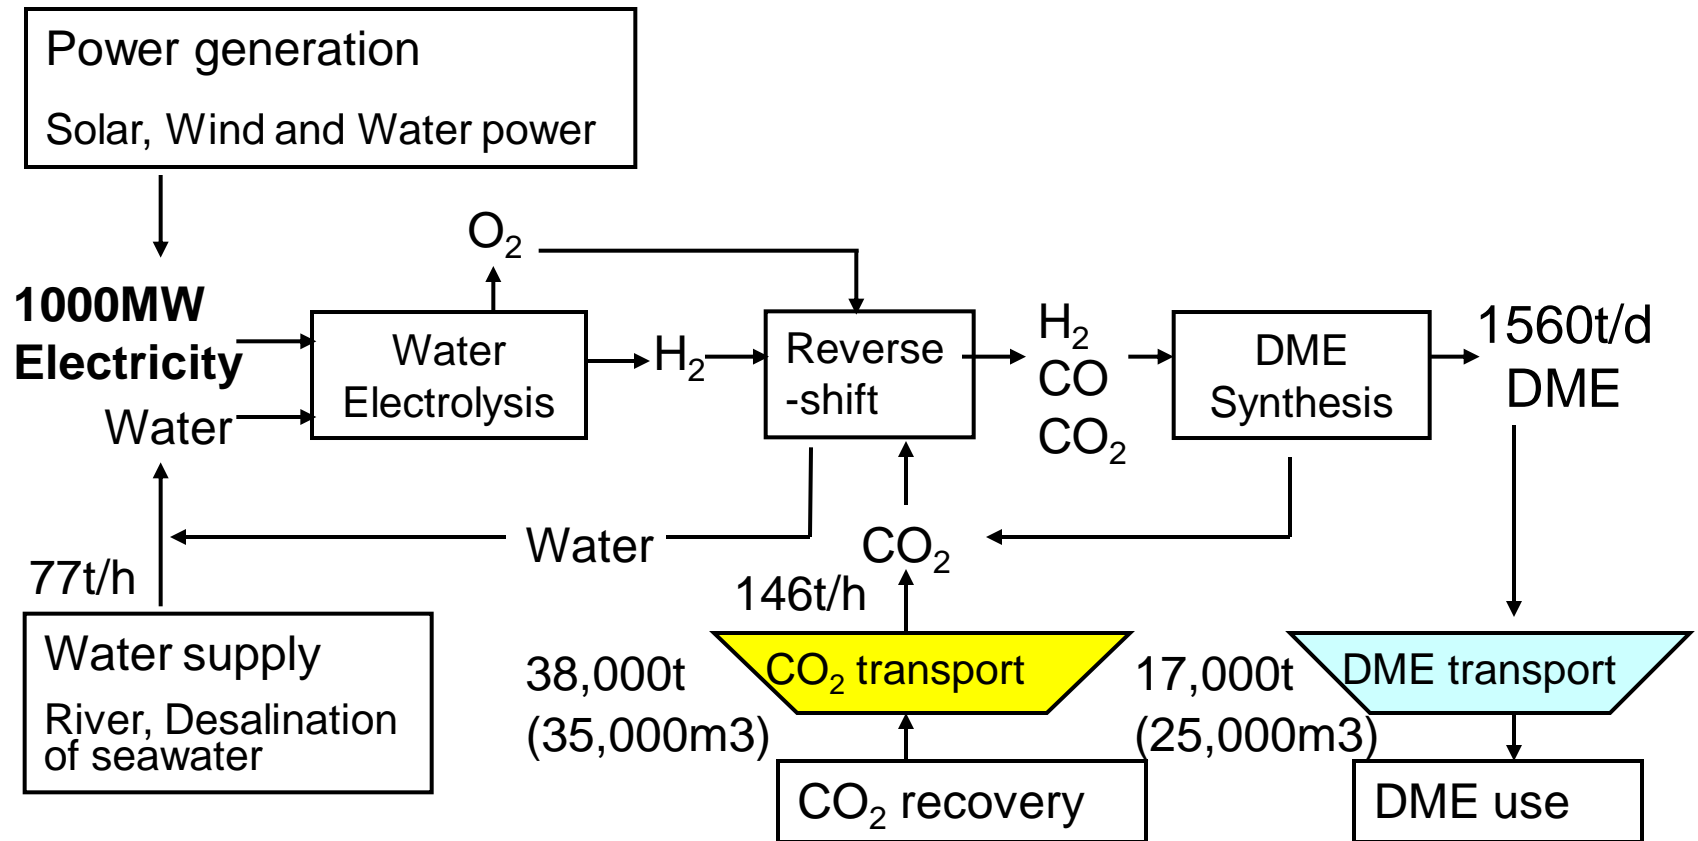 Power generation
Solar, Wind and Water power
O₂
1000MW
Electricity
Water
Water
Electrolysis
H₂
Reverse
-shift
H₂
CO
CO₂
DME
Synthesis
1560t/d
DME
Water
CO₂
77t/h
146t/h
Water supply
River, Desalination
of seawater
38,000t
(35,000m3)
CO₂ transport
17,000t
(25,000m3)
DME transport
CO₂ recovery
DME use